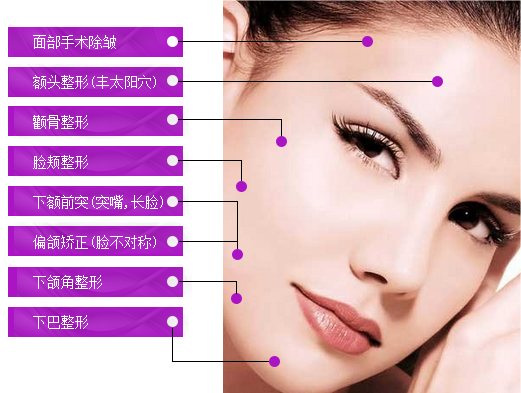 面部手术除皱
额头整形(丰太阳穴)
颧骨整形
脸颊整形
下颔前突(突嘴,长脸)
偏颌矫正(脸不对称)
下颌角整形
下巴整形